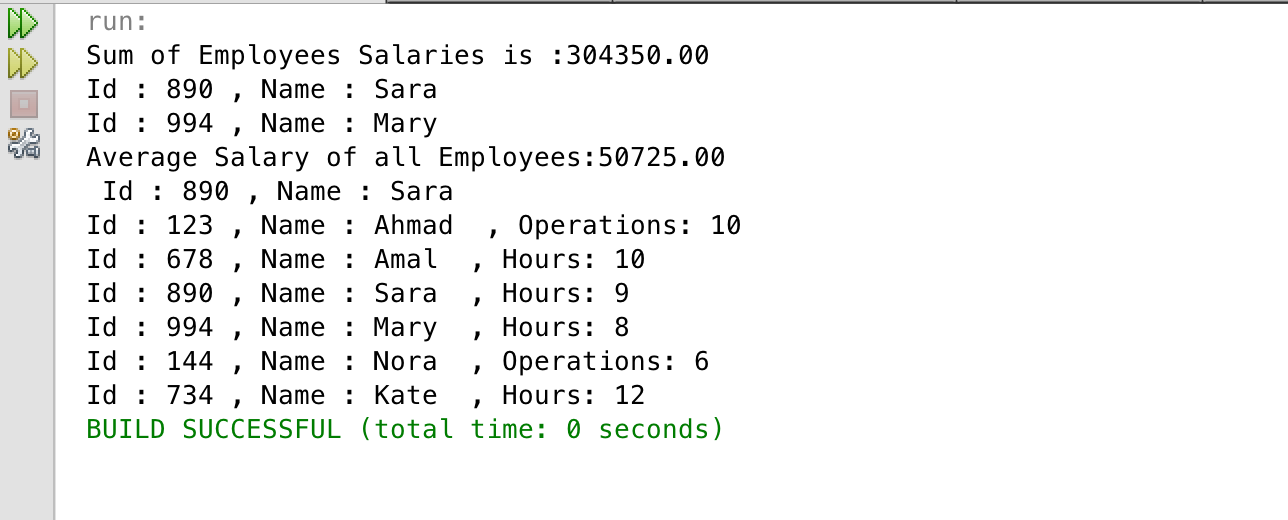 run:
Sum of Employees Salaries is :304350.00
Id : 890 , Name : Sara
Id : 994 , Name : Mary
Average Salary of all Employees:50725.00
 Id : 890 , Name : Sara
Id : 123 , Name : Ahmad  , Operations: 10
Id : 678 , Name : Amal  , Hours: 10
Id : 890 , Name : Sara  , Hours: 9
Id : 994 , Name : Mary  , Hours: 8
Id : 144 , Name : Nora  , Operations: 6
Id : 734 , Name : Kate  , Hours: 12
BUILD SUCCESSFUL (total time: 0 seconds)